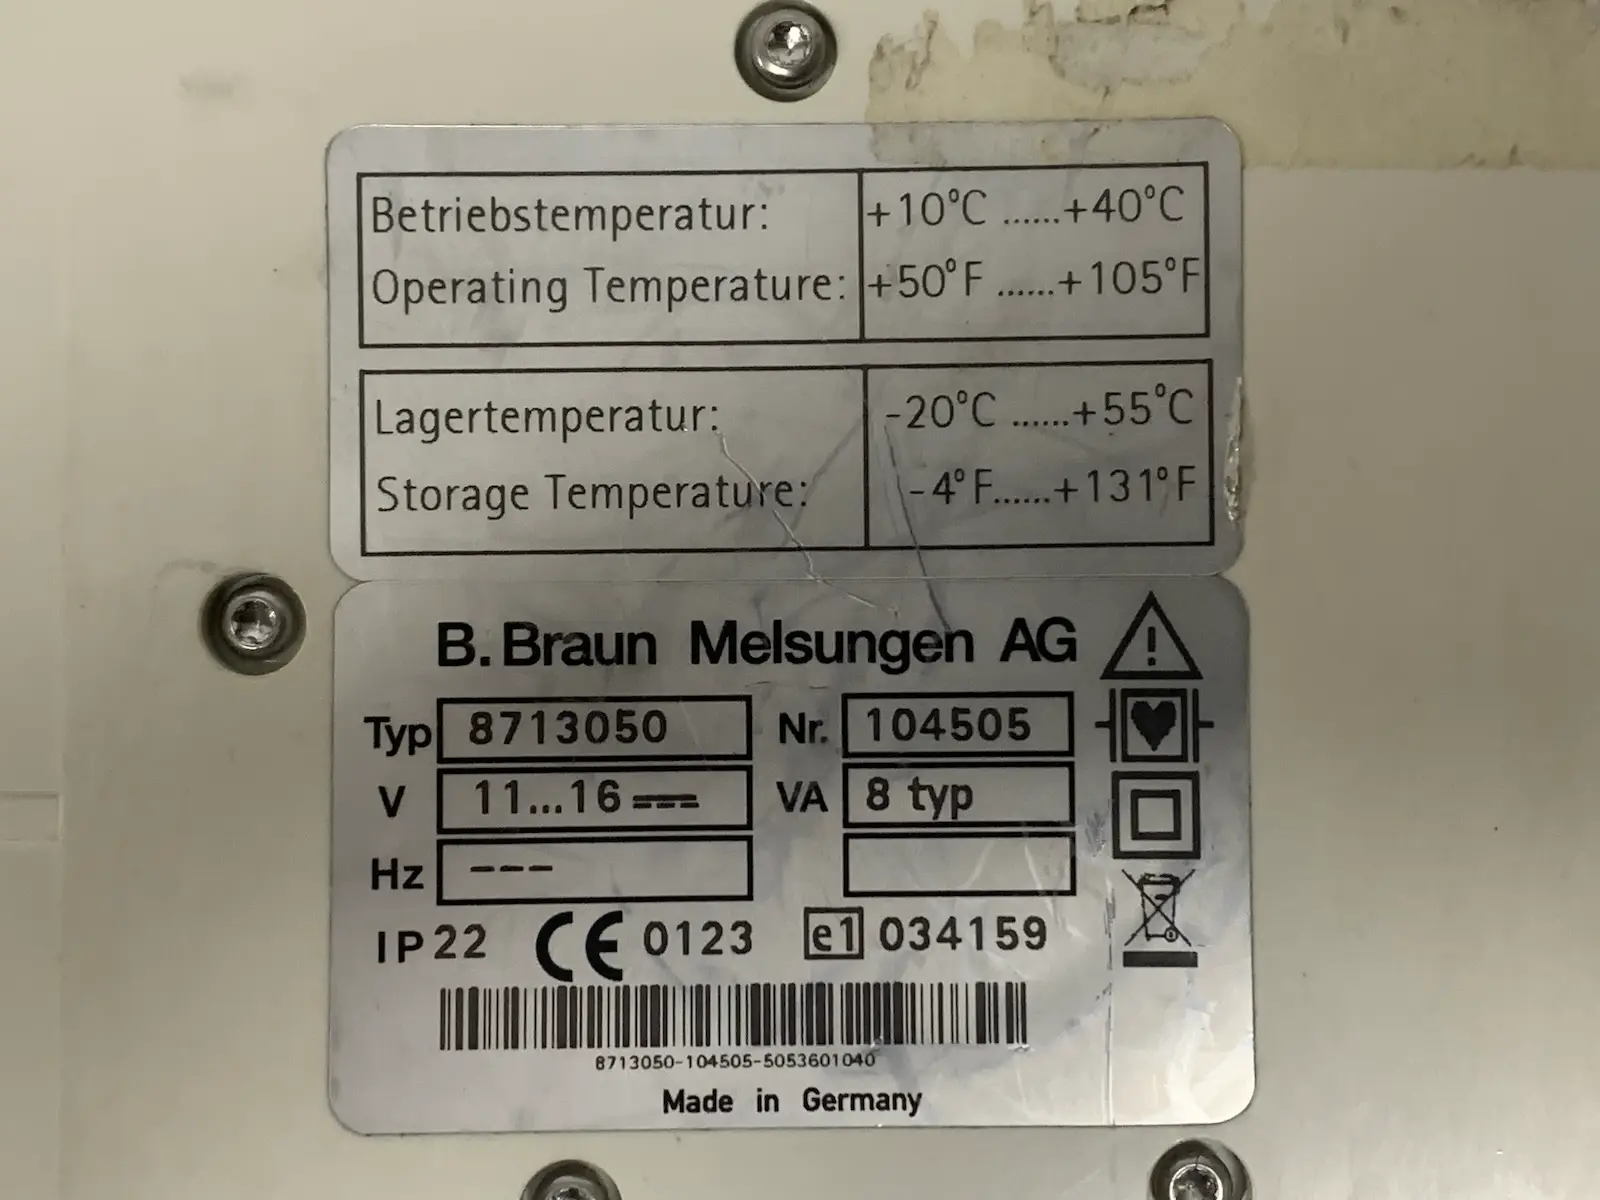 Betriebstemperatur: +10°C ......+40°C
Operating Temperature: +50°F ......+105°F
Lagertemperatur: -20°C ......+55°C
Storage Temperature: -4°F......+131°F
B. Braun Melsungen AG
Typ 8713050 Nr. 104505
V 11...16 VA 8 typ
Hz ---
IP22 CE 0123 e1 034159
8713050-104505-5053601040
Made in Germany